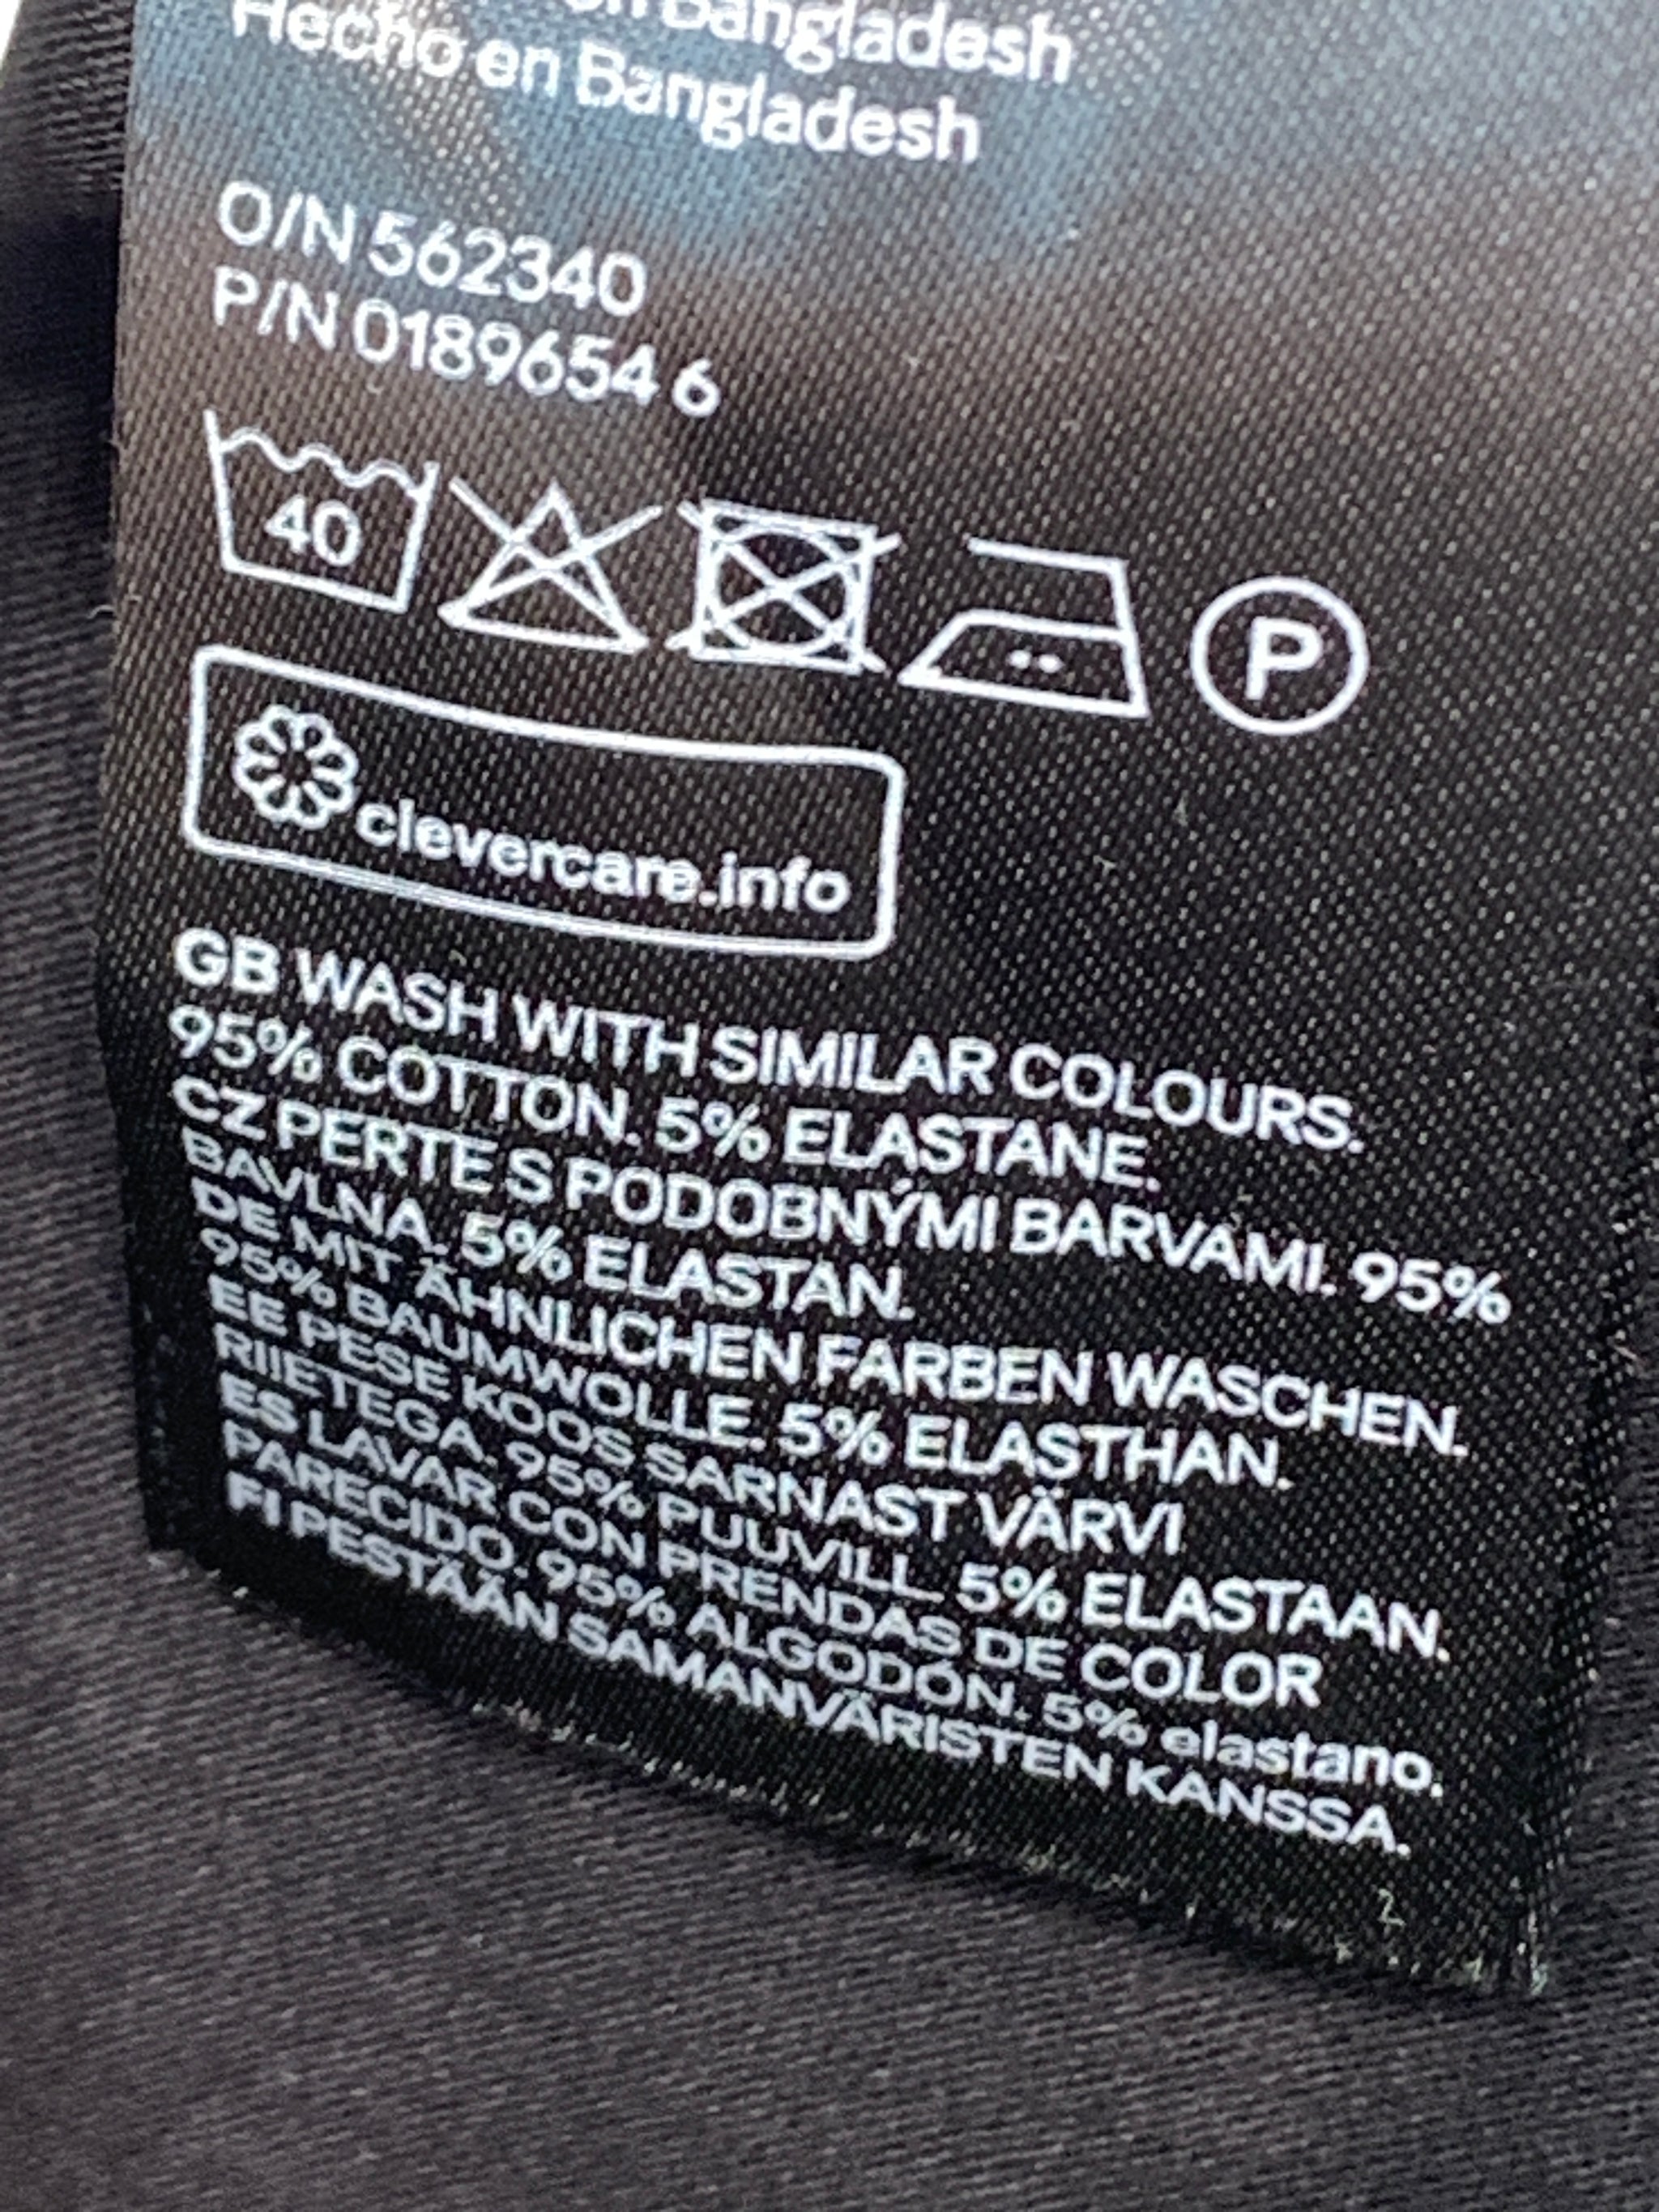 en Bangladesh
Hecho en Bangladesh
O/N 562340
P/N 0189654 6
40
P
clevercare.info
GB WASH WITH SIMILAR COLOURS.
95% COTTON. 5% ELASTANE.
CZ PERTE S PODOBNÝMI BARVAMI. 95%
BAVLNA. 5% ELASTAN.
DE MIT ÄHNLICHEN FARBEN WASCHEN.
95% BAUMWOLLE. 5% ELASTHAN.
EE PESE KOOS SARNAST VÄRVI
RIIETEGA. 95% PUUVILL. 5% ELASTAAN.
ES LAVAR CON PRENDAS DE COLOR
PARECIDO. 95% ALGODÓN. 5% elastano.
FI PESTÄÄN SAMANVÄRISTEN KANSSA.
2